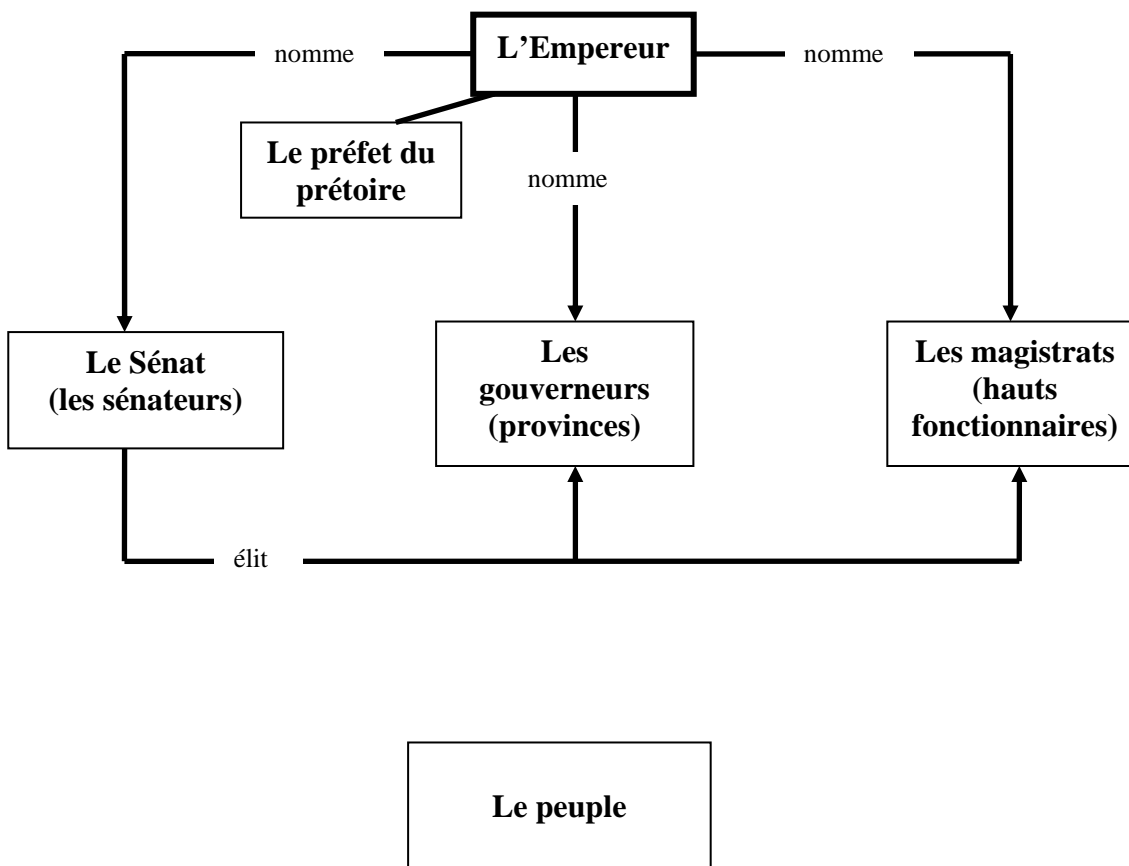 nomme
L’Empereur
nomme
Le préfet du
prétoire
nomme
Le Sénat
(les sénateurs)
Les
gouverneurs
(provinces)
Les magistrats
(hauts
fonctionnaires)
élit
Le peuple